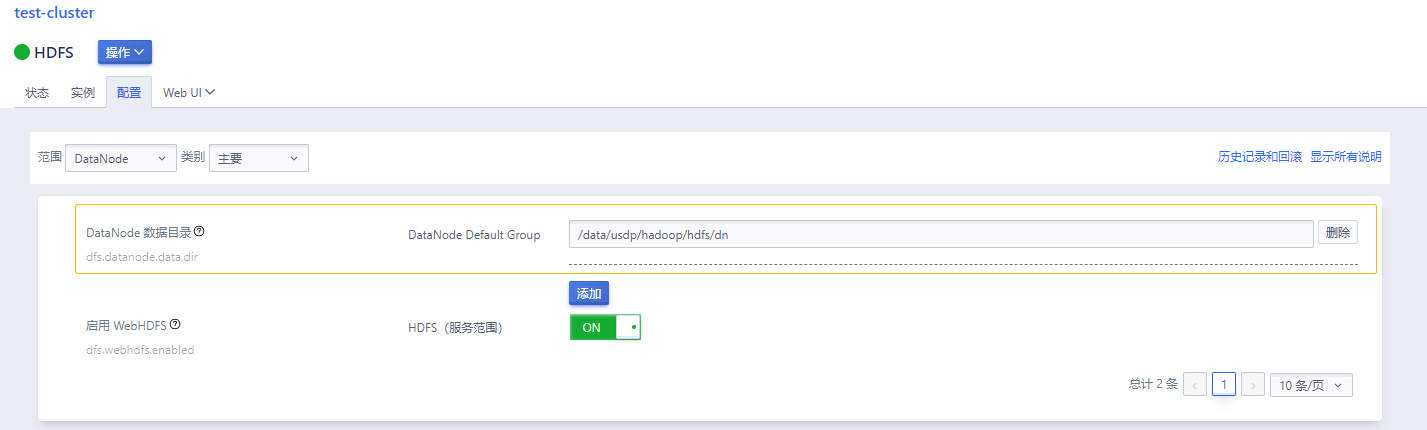 test-cluster
HDFS 操作
状态 实例 配置 Web UI
范围 DataNode 类别 主要 历史记录和回滚 显示所有说明
DataNode 数据目录 DataNode Default Group /data/usdp/hadoop/hdfs/dn 删除
dfs.datanode.data.dir
添加
启用 WebHDFS HDFS（服务范围） ON
dfs.webhdfs.enabled
总计 2 条 1 10 条/页